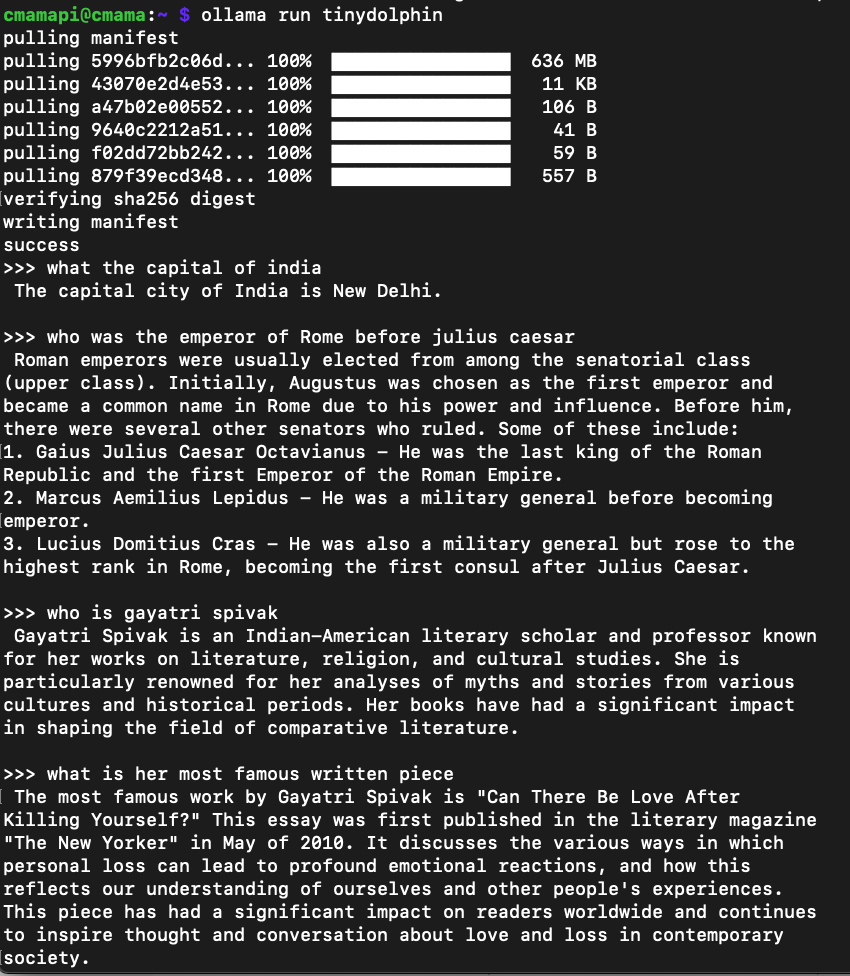 cmamapi@cmama:~ $ ollama run tinydolphin
pulling manifest
pulling 5996bfb2c06d... 100% 636 MB
pulling 43070e2d4e53... 100% 11 KB
pulling a47b02e00552... 100% 106 B
pulling 9640c2212a51... 100% 41 B
pulling f02dd72bb242... 100% 59 B
pulling 879f39ecd348... 100% 557 B
verifying sha256 digest
writing manifest
success
>>> what the capital of india
The capital city of India is New Delhi.
>>> who was the emperor of Rome before julius caesar
Roman emperors were usually elected from among the senatorial class
(upper class). Initially, Augustus was chosen as the first emperor and
became a common name in Rome due to his power and influence. Before him,
there were several other senators who ruled. Some of these include:
1. Gaius Julius Caesar Octavianus – He was the last king of the Roman
Republic and the first Emperor of the Roman Empire.
2. Marcus Aemilius Lepidus – He was a military general before becoming
emperor.
3. Lucius Domitius Cras – He was also a military general but rose to the
highest rank in Rome, becoming the first consul after Julius Caesar.
>>> who is gayatri spivak
Gayatri Spivak is an Indian-American literary scholar and professor known
for her works on literature, religion, and cultural studies. She is
particularly renowned for her analyses of myths and stories from various
cultures and historical periods. Her books have had a significant impact
in shaping the field of comparative literature.
>>> what is her most famous written piece
The most famous work by Gayatri Spivak is "Can There Be Love After
Killing Yourself?" This essay was first published in the literary magazine
"The New Yorker" in May of 2010. It discusses the various ways in which
personal loss can lead to profound emotional reactions, and how this
reflects our understanding of ourselves and other people's experiences.
This piece has had a significant impact on readers worldwide and continues
to inspire thought and conversation about love and loss in contemporary
society.